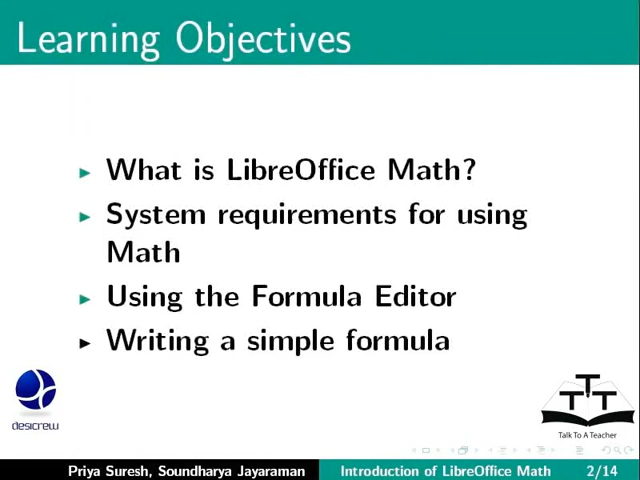 Learning Objectives
► What is LibreOffice Math?
► System requirements for using
Math
► Using the Formula Editor
► Writing a simple formula
desicrew
TTT
Talk To A Teacher
Priya Suresh, Soundharya Jayaraman
Introduction of LibreOffice Math
2/14